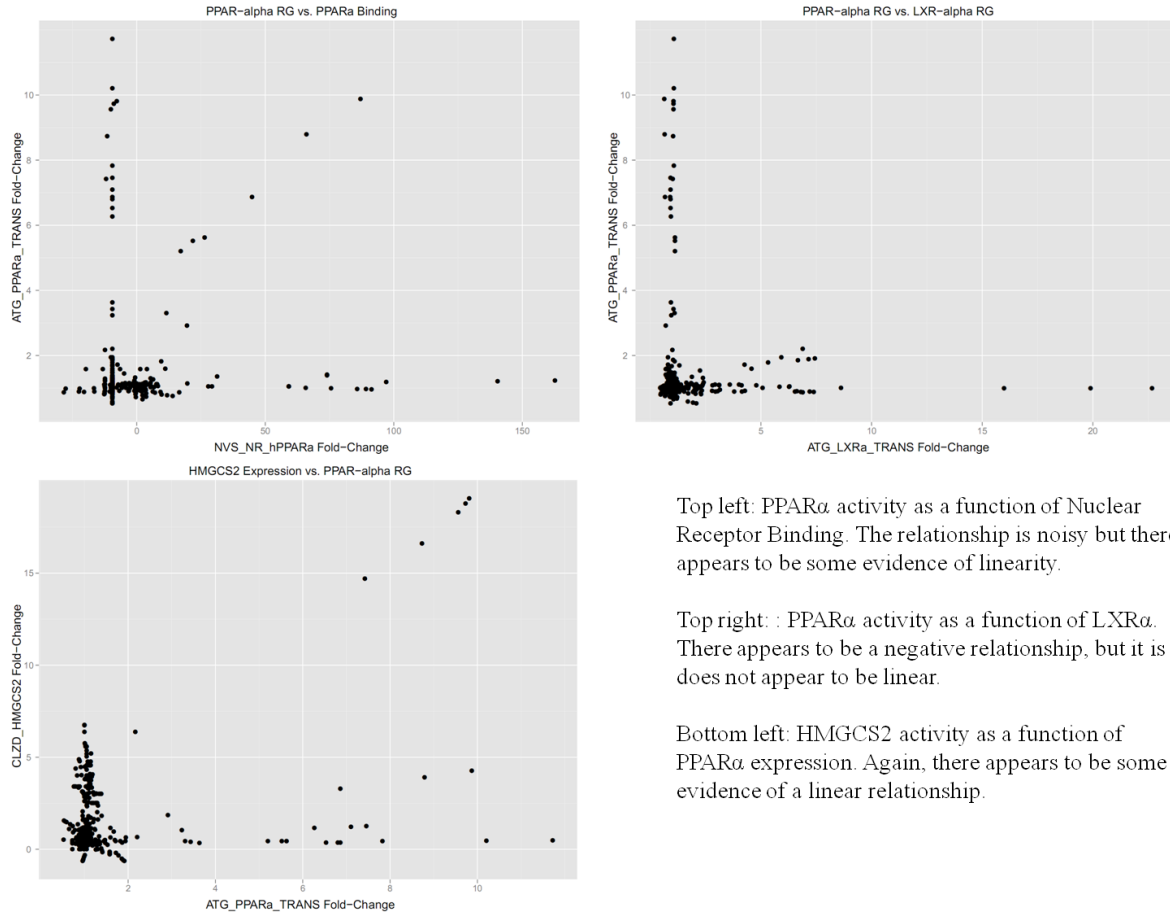 PPAR−alpha RG vs. PPARa Binding
ATG_PPARa_TRANS Fold−Change
10
8
6
4
2
0
50
100
150
NVS_NR_hPPARa Fold−Change
PPAR−alpha RG vs. LXR−alpha RG
ATG_PPARa_TRANS Fold−Change
10
8
6
4
2
5
10
15
20
ATG_LXRa_TRANS Fold−Change
HMGCS2 Expression vs. PPAR−alpha RG
CLZD_HMGCS2 Fold−Change
15
10
5
0
2
4
6
8
10
ATG_PPARa_TRANS Fold−Change
Top left: PPARα activity as a function of Nuclear
Receptor Binding. The relationship is noisy but there
appears to be some evidence of linearity.
Top right: : PPARα activity as a function of LXRα.
There appears to be a negative relationship, but it is
does not appear to be linear.
Bottom left: HMGCS2 activity as a function of
PPARα expression. Again, there appears to be some
evidence of a linear relationship.